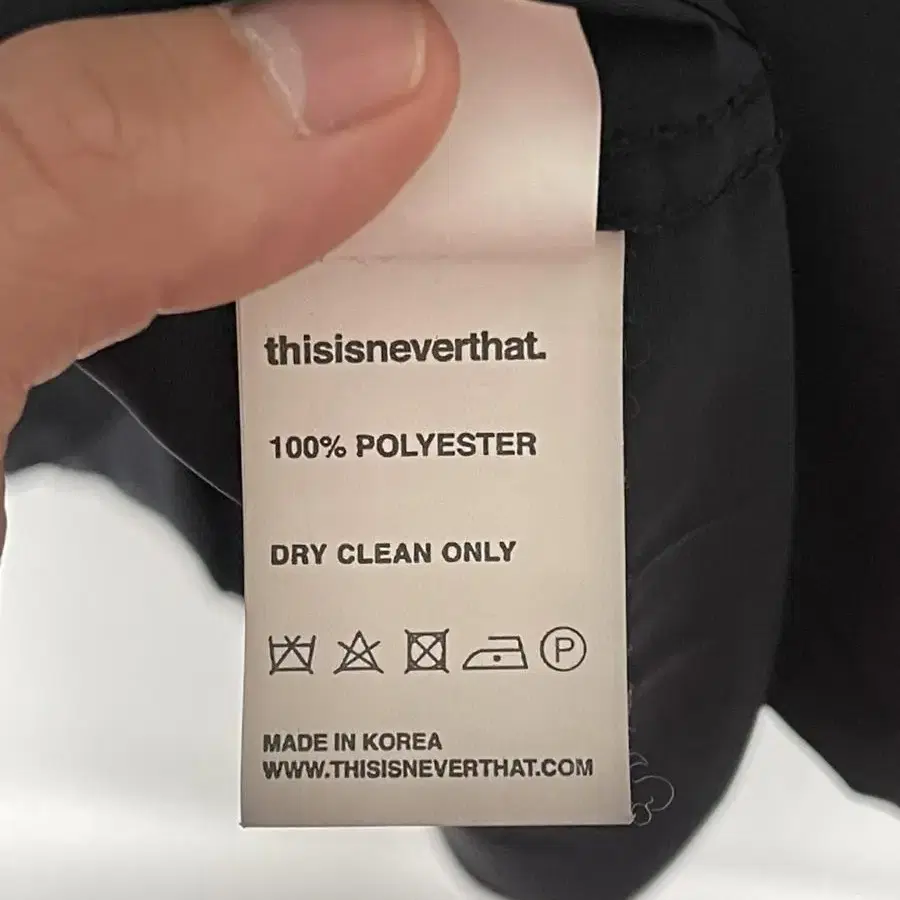 thisisneverthat.
100% POLYESTER
DRY CLEAN ONLY
P
MADE IN KOREA
WWW.THISISNEVERTHAT.COM